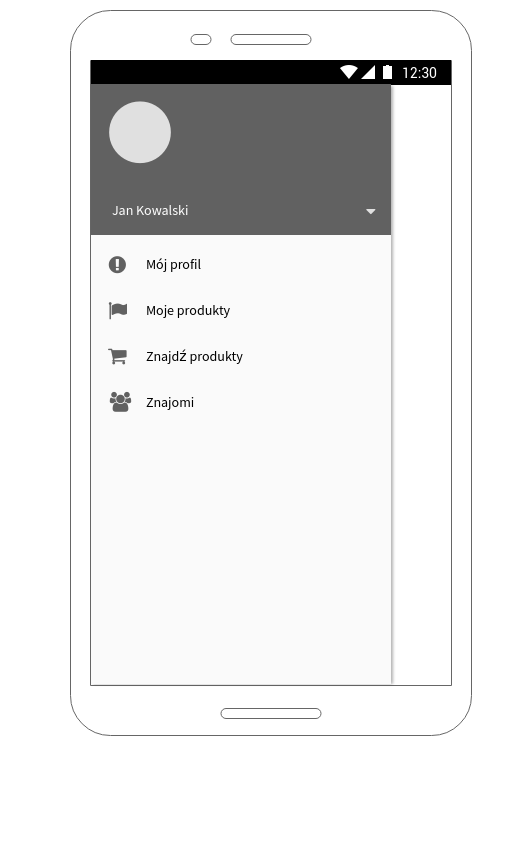 12:30
Jan Kowalski
Mój profil
Moje produkty
Znajdź produkty
Znajomi